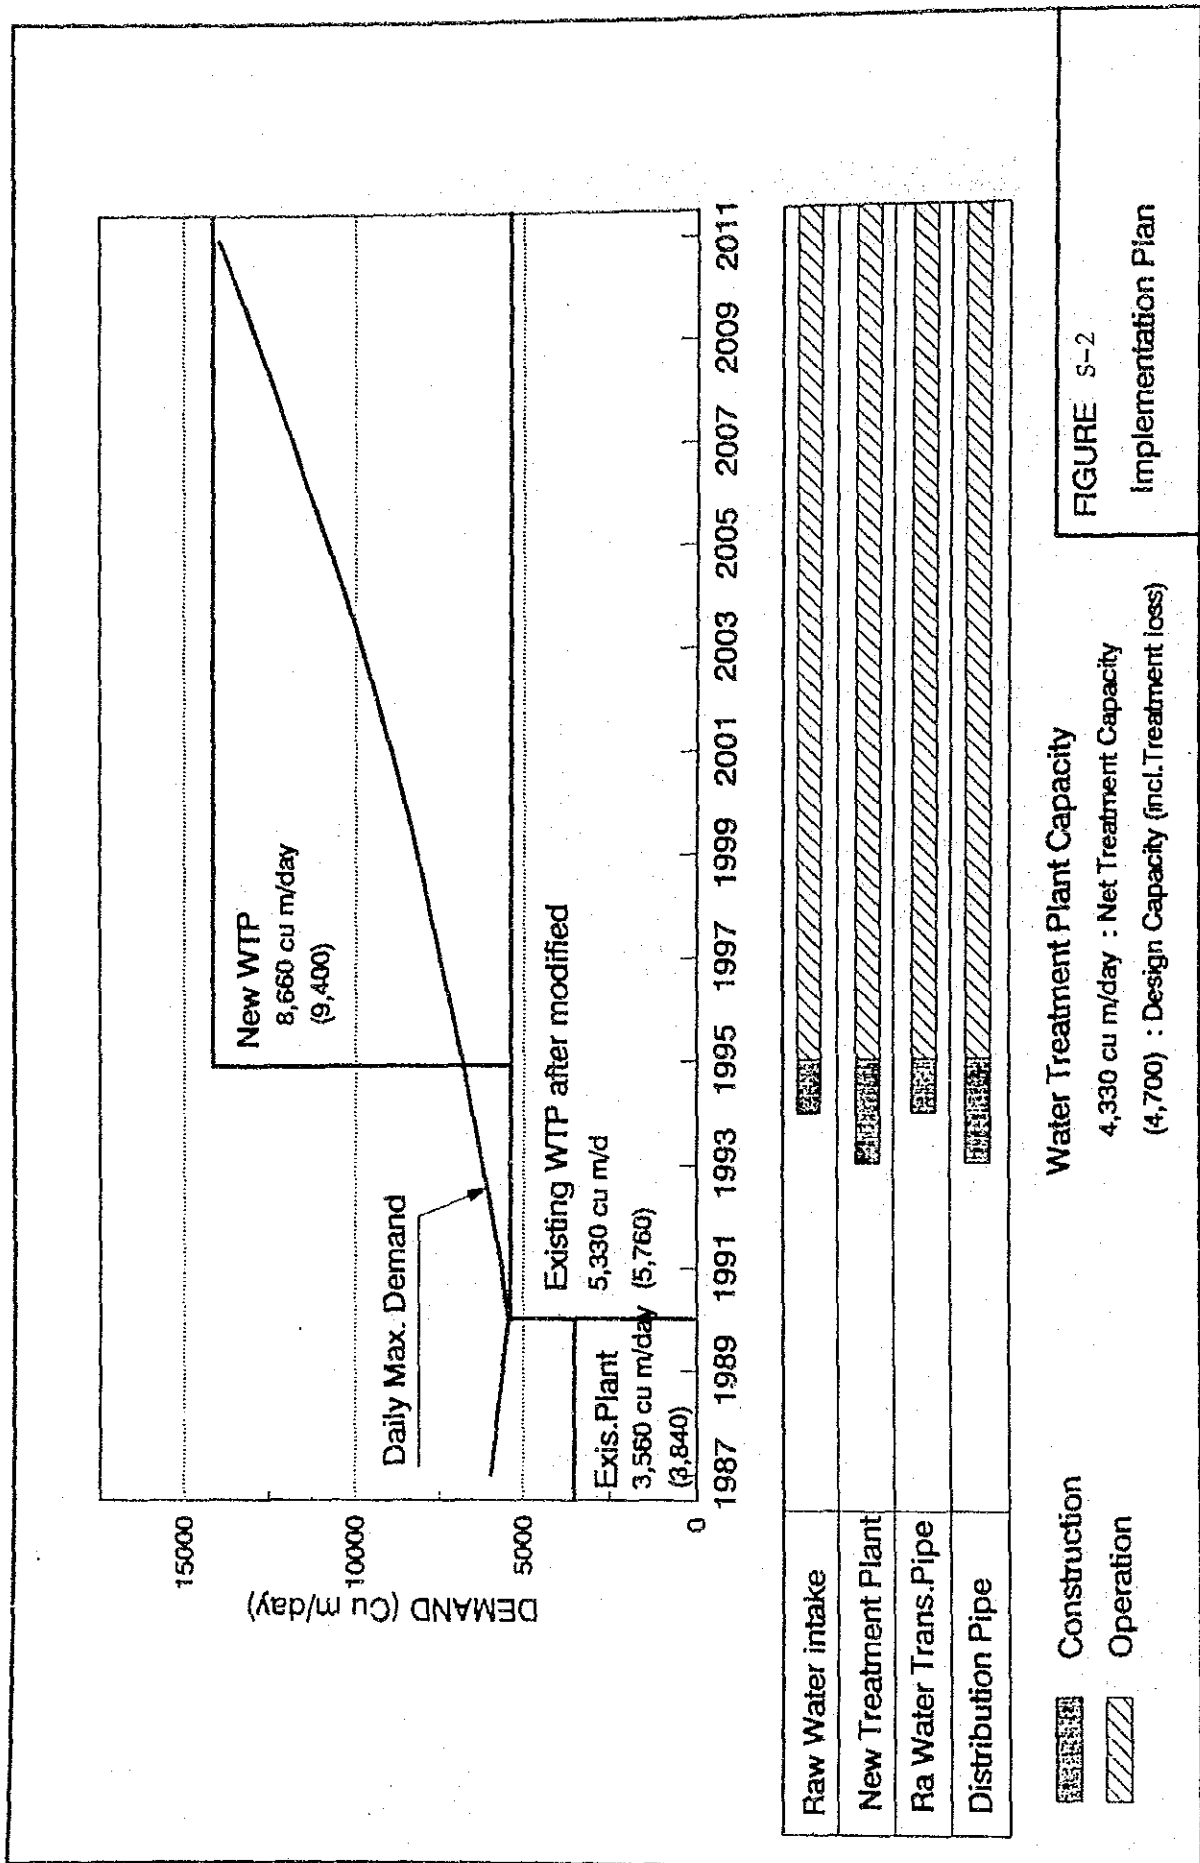 DEMAND (Cu m/day)
15000
10000
5000
0
New WTP
8,660 cu m/day
(9,400)
Daily Max. Demand
Existing WTP after modified
5,330 cu m/d
(5,760)
Exis.Plant
3,560 cu m/day
(3,840)
1987 1989 1991 1993 1995 1997 1999 2001 2003 2005 2007 2009 2011
Raw Water intake
New Treatment Plant
Ra Water Trans.Pipe
Distribution Pipe
Construction
Operation
Water Treatment Plant Capacity
4,330 cu m/day : Net Treatment Capacity
(4,700) : Design Capacity (incl.Treatment loss)
FIGURE S-2
Implementation Plan